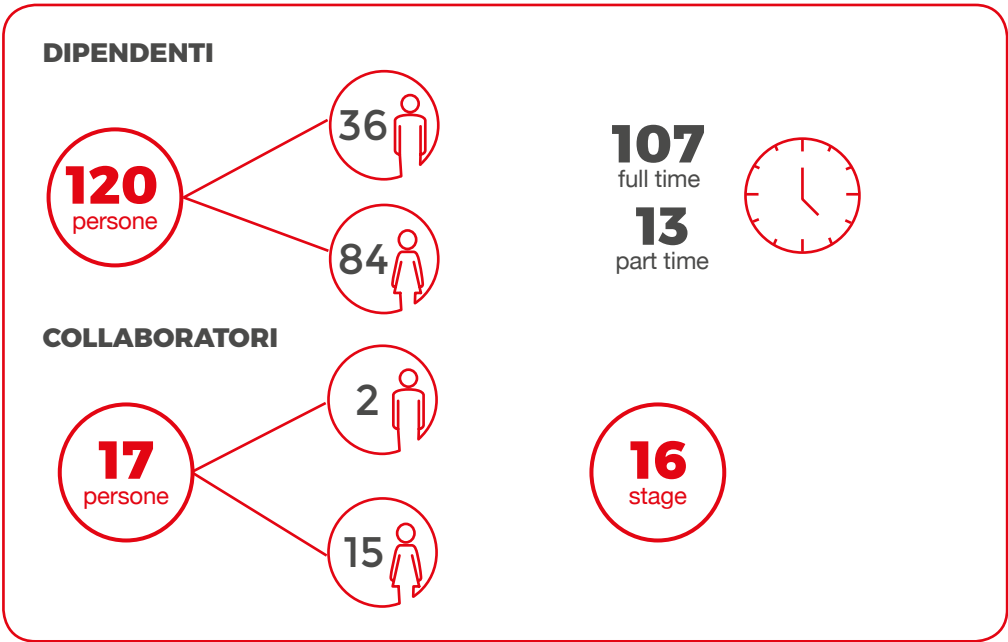 DIPENDENTI
120
persone
36
84
107
full time
13
part time
COLLABORATORI
17
persone
2
15
16
stage